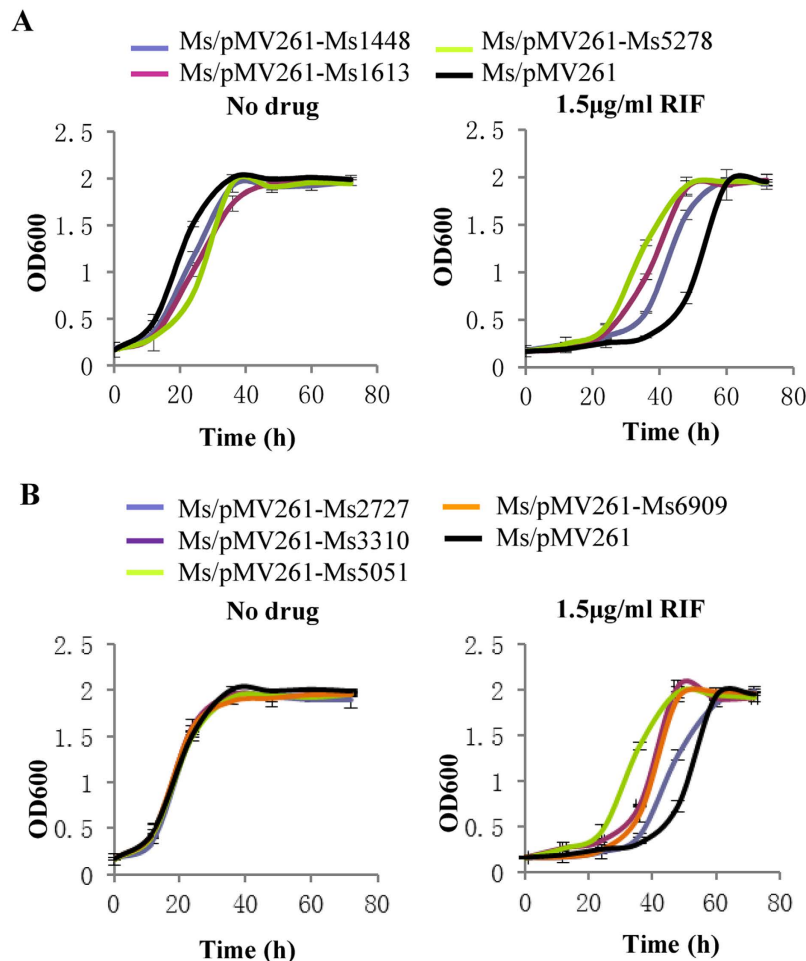 A
Ms/pMV261-Ms1448 Ms/pMV261-Ms5278
Ms/pMV261-Ms1613 Ms/pMV261
No drug 1.5µg/ml RIF
2.5
2
1.5
1
0.5
0
OD600
0 20 40 60 80
Time (h)
2.5
2
1.5
1
0.5
0
OD600
0 20 40 60 80
Time (h)
B
Ms/pMV261-Ms2727 Ms/pMV261-Ms6909
Ms/pMV261-Ms3310 Ms/pMV261
Ms/pMV261-Ms5051
No drug 1.5µg/ml RIF
2.5
2
1.5
1
0.5
0
OD600
0 20 40 60 80
Time (h)
2.5
2
1.5
1
0.5
0
OD600
0 20 40 60 80
Time (h)